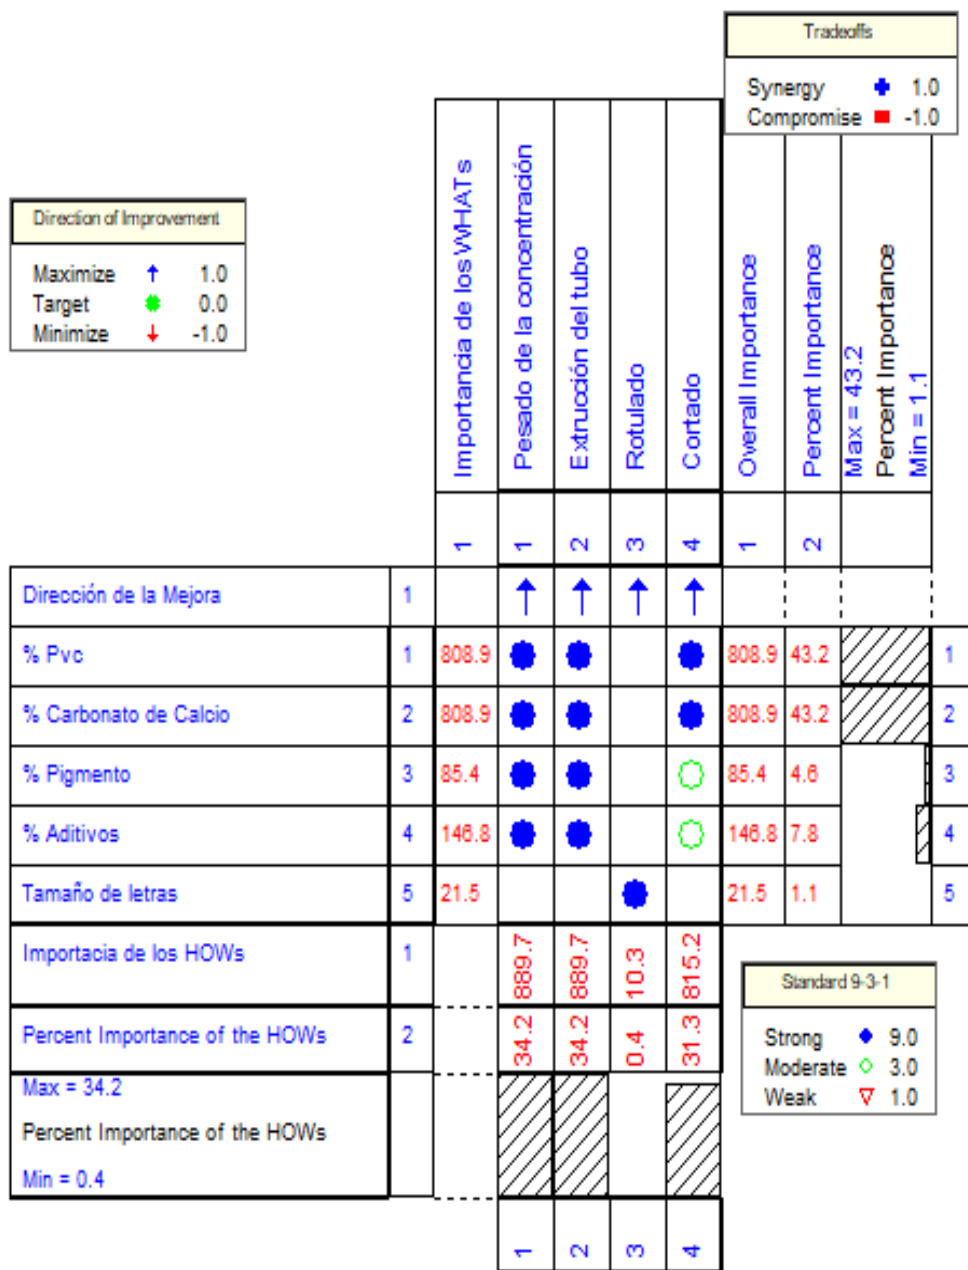 Tradeoffs
Synergy 1.0
Compromise -1.0
Direction of Improvement
Maximize 1.0
Target 0.0
Minimize -1.0
Importancia de los WHATs
Pesado de la concentración
Extrucción del tubo
Rotulado
Cortado
Overall Importance
Percent Importance
Max = 43.2
Percent Importance
Min = 1.1
1 1 2 3 4 1 2
Dirección de la Mejora 1
% Pvc 1 808.9 808.9 43.2 1
% Carbonato de Calcio 2 808.9 808.9 43.2 2
% Pigmento 3 85.4 85.4 4.6 3
% Aditivos 4 146.8 146.8 7.8 4
Tamaño de letras 5 21.5 21.5 1.1 5
Importacia de los HOWs 1 889.7 889.7 10.3 815.2
Percent Importance of the HOWs 2 34.2 34.2 0.4 31.3
Max = 34.2
Percent Importance of the HOWs
Min = 0.4
Standard 9-3-1
Strong 9.0
Moderate 3.0
Weak 1.0
1 2 3 4